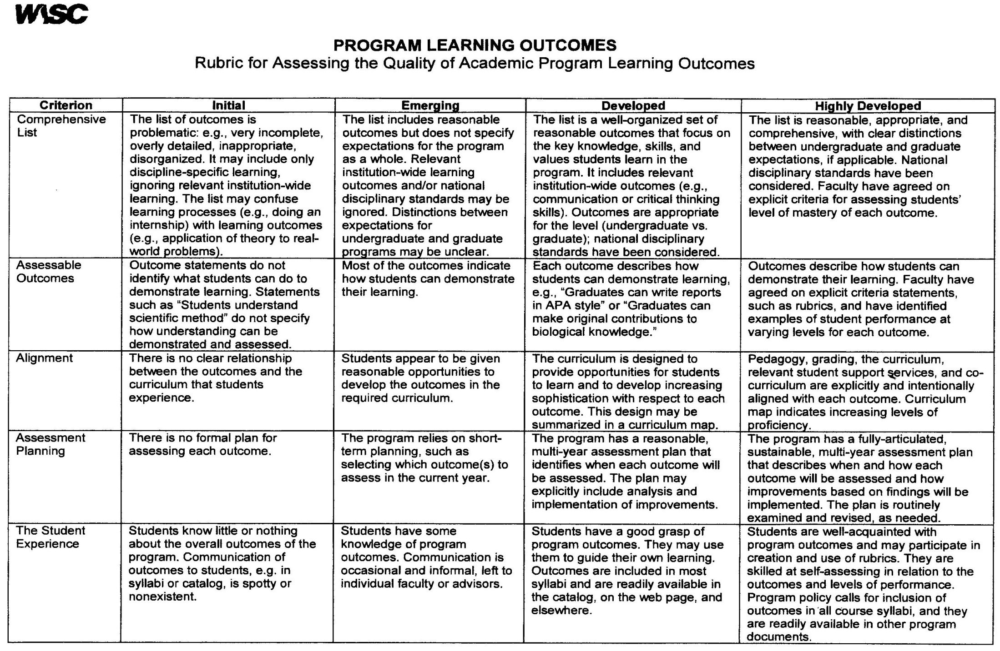 WASC
PROGRAM LEARNING OUTCOMES
Rubric for Assessing the Quality of Academic Program Learning Outcomes
Criterion
Initial
Emerging
Developed
Highly Developed
Comprehensive
List
The list of outcomes is
problematic: e.g., very incomplete,
overly detailed, inappropriate,
disorganized. It may include only
discipline-specific learning,
ignoring relevant institution-wide
learning. The list may confuse
learning processes (e.g., doing an
internship) with learning outcomes
(e.g., application of theory to real-
world problems).
The list includes reasonable
outcomes but does not specify
expectations for the program
as a whole. Relevant
institution-wide learning
outcomes and/or national
disciplinary standards may be
ignored. Distinctions between
expectations for
undergraduate and graduate
programs may be unclear.
The list is a well-organized set of
reasonable outcomes that focus on
the key knowledge, skills, and
values students learn in the
program. It includes relevant
institution-wide outcomes (e.g.,
communication or critical thinking
skills). Outcomes are appropriate
for the level (undergraduate vs.
graduate); national disciplinary
standards have been considered.
The list is reasonable, appropriate, and
comprehensive, with clear distinctions
between undergraduate and graduate
expectations, if applicable. National
disciplinary standards have been
considered. Faculty have agreed on
explicit criteria for assessing students'
level of mastery of each outcome.
Assessable
Outcomes
Outcome statements do not
identify what students can do to
demonstrate learning. Statements
such as "Students understand
scientific method" do not specify
how understanding can be
demonstrated and assessed.
Most of the outcomes indicate
how students can demonstrate
their learning.
Each outcome describes how
students can demonstrate learning,
e.g., "Graduates can write reports
in APA style" or "Graduates can
make original contributions to
biological knowledge."
Outcomes describe how students can
demonstrate their learning. Faculty have
agreed on explicit criteria statements,
such as rubrics, and have identified
examples of student performance at
varying levels for each outcome.
Alignment
There is no clear relationship
between the outcomes and the
curriculum that students
experience.
Students appear to be given
reasonable opportunities to
develop the outcomes in the
required curriculum.
The curriculum is designed to
provide opportunities for students
to learn and to develop increasing
sophistication with respect to each
outcome. This design may be
summarized in a curriculum map.
Pedagogy, grading, the curriculum,
relevant student support services, and co-
curriculum are explicitly and intentionally
aligned with each outcome. Curriculum
map indicates increasing levels of
proficiency.
Assessment
Planning
There is no formal plan for
assessing each outcome.
The program relies on short-
term planning, such as
selecting which outcome(s) to
assess in the current year.
The program has a reasonable,
multi-year assessment plan that
identifies when each outcome will
be assessed. The plan may
explicitly include analysis and
implementation of improvements.
The program has a fully-articulated,
sustainable, multi-year assessment plan
that describes when and how each
outcome will be assessed and how
improvements based on findings will be
implemented. The plan is routinely
examined and revised, as needed.
The Student
Experience
Students know little or nothing
about the overall outcomes of the
program. Communication of
outcomes to students, e.g. in
syllabi or catalog, is spotty or
nonexistent.
Students have some
knowledge of program
outcomes. Communication is
occasional and informal, left to
individual faculty or advisors.
Students have a good grasp of
program outcomes. They may use
them to guide their own learning.
Outcomes are included in most
syllabi and are readily available in
the catalog, on the web page, and
elsewhere.
Students are well-acquainted with
program outcomes and may participate in
creation and use of rubrics. They are
skilled at self-assessing in relation to the
outcomes and levels of performance.
Program policy calls for inclusion of
outcomes in all course syllabi, and they
are readily available in other program
documents.